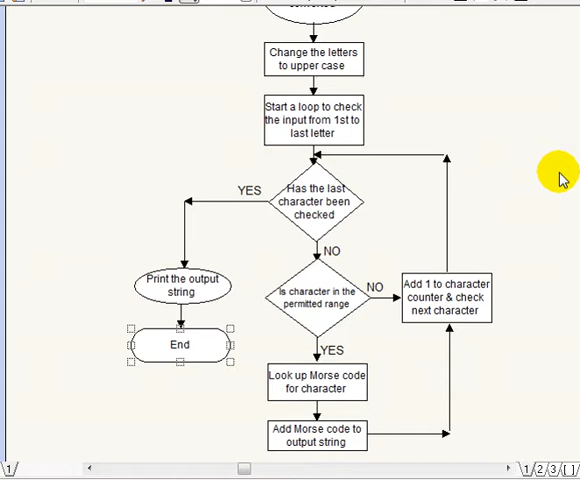 Change the letters
to upper case
Start a loop to check
the input from 1st to
last letter
YES
Has the last
character been
checked
NO
Print the output
string
Is character in the
permitted range
NO
Add 1 to character
counter & check
next character
End
YES
Look up Morse code
for character
Add Morse code to
output string
1
1 2 3 [ ]